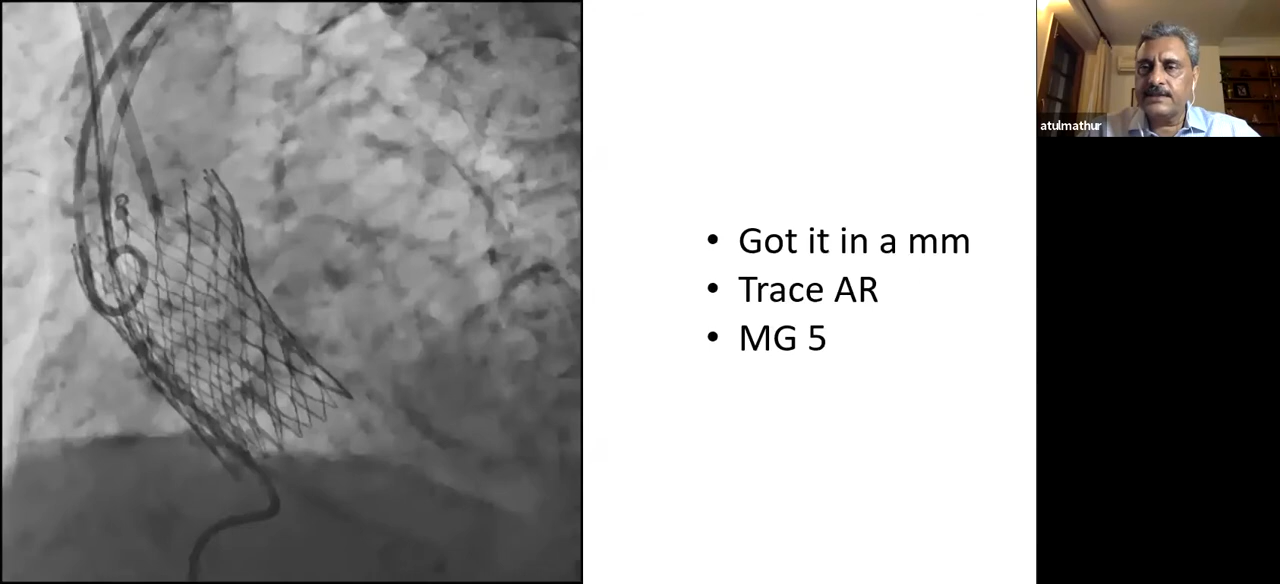 • Got it in a mm
• Trace AR
• MG 5
atulmathur